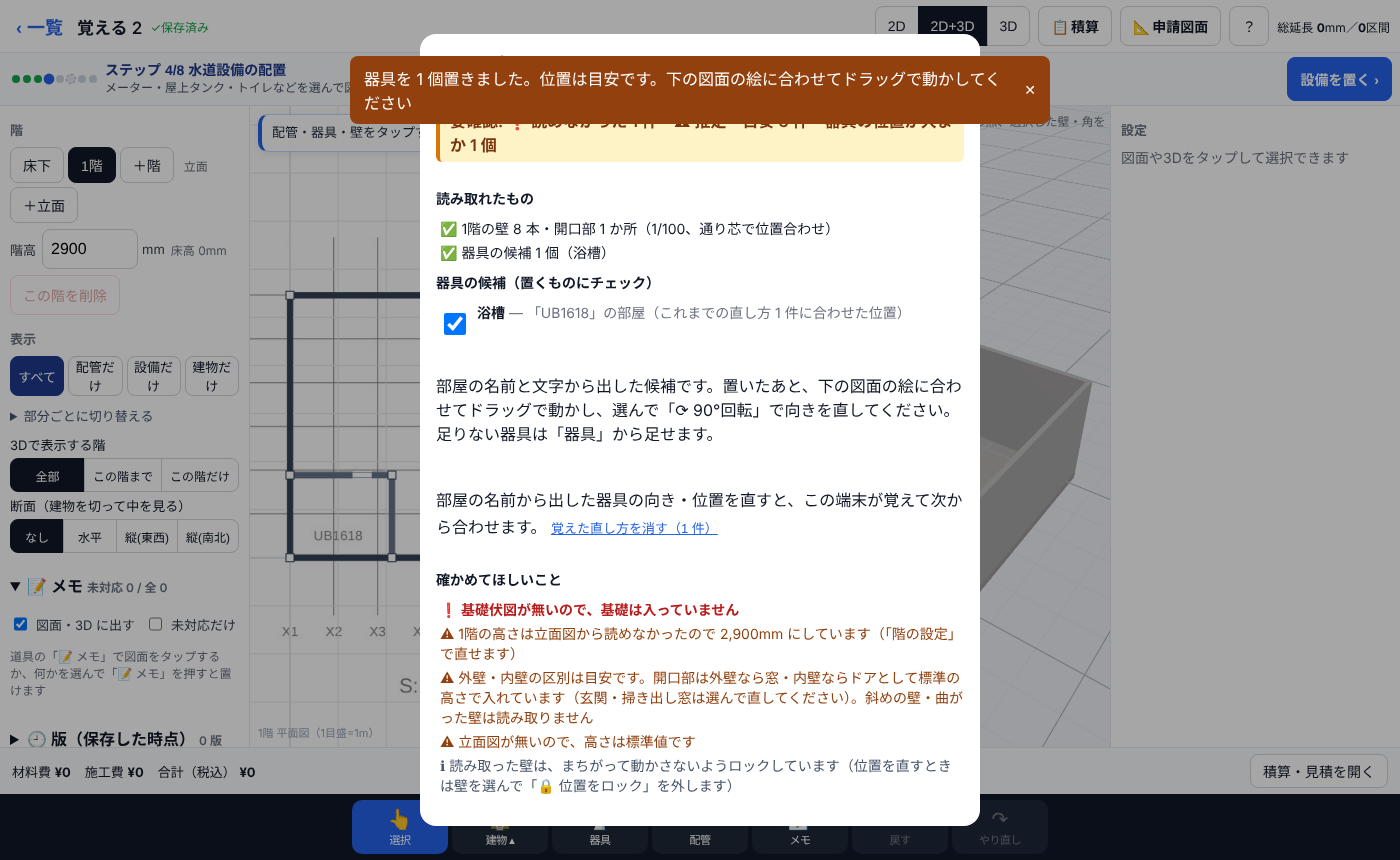 ‹ 一覧 覚える 2 ✓保存済み
2D 2D+3D 3D 📋 積算 📐 申請図面 ? 総延長 0mm／0区間
ステップ 4/8 水道設備の配置
メーター・屋上タンク・トイレなどを選んで図
設備を置く ›
器具を 1 個置きました。位置は目安です。下の図面の絵に合わせてドラッグで動かしてく
ださい
×
階
床下 1階 ＋階 立面
＋立面
階高 2900 mm 床高 0mm
この階を削除
表示
すべて 配管だけ 設備だけ 建物だけ
▶ 部分ごとに切り替える
3Dで表示する階
全部 この階まで この階だけ
断面（建物を切って中を見る）
なし 水平 縦(東西) 縦(南北)
▼ 📝 メモ 未対応 0 / 全 0
図面・3D に出す 未対応だけ
道具の「📝 メモ」で図面をタップする
か、何かを選んで「📝 メモ」を押すと置
けます
▶ 🕘 版（保存した時点） 0 版
配管・器具・壁をタップす
UB1618
X1 X2 X3
S:
1階 平面図（1目盛=1m）
か 1 個
読み取れたもの
✅ 1階の壁 8 本・開口部 1 か所（1/100、通り芯で位置合わせ）
✅ 器具の候補 1 個（浴槽）
器具の候補（置くものにチェック）
浴槽 — 「UB1618」の部屋（これまでの直し方 1 件に合わせた位置）
部屋の名前と文字から出した候補です。置いたあと、下の図面の絵に合わ
せてドラッグで動かし、選んで「⟳ 90°回転」で向きを直してください。
足りない器具は「器具」から足せます。
部屋の名前から出した器具の向き・位置を直すと、この端末が覚えて次か
ら合わせます。 覚えた直し方を消す（1 件）
確かめてほしいこと
❗ 基礎伏図が無いので、基礎は入っていません
⚠ 1階の高さは立面図から読めなかったので 2,900mm にしています（「階の設定」
で直せます）
⚠ 外壁・内壁の区別は目安です。開口部は外壁なら窓・内壁ならドアとして標準の
高さで入れています（玄関・掃き出し窓は選んで直してください）。斜めの壁・曲が
った壁は読み取りません
⚠ 立面図が無いので、高さは標準値です
ℹ 読み取った壁は、まちがって動かさないようロックしています（位置を直すとき
は壁を選んで「🔒 位置をロック」を外します）
選択した壁・角を
設定
図面や3Dをタップして選択できます
材料費 ¥0 施工費 ¥0 合計（税込） ¥0
積算・見積を開く
選択 建物▴ 器具 配管 メモ 戻す やり直し